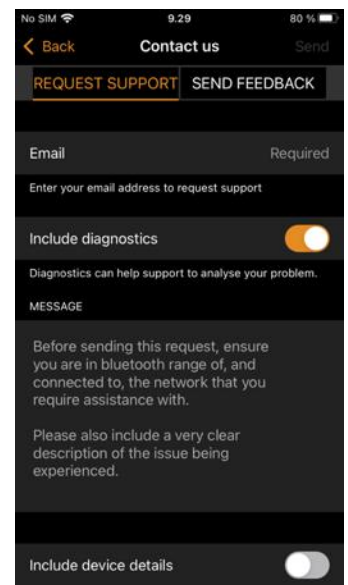 No SIM 9.29 80 %
Back Contact us Send
REQUEST SUPPORT SEND FEEDBACK
Email Required
Enter your email address to request support
Include diagnostics
Diagnostics can help support to analyse your problem.
MESSAGE
Before sending this request, ensure
you are in bluetooth range of, and
connected to, the network that you
require assistance with.
Please also include a very clear
description of the issue being
experienced.
Include device details